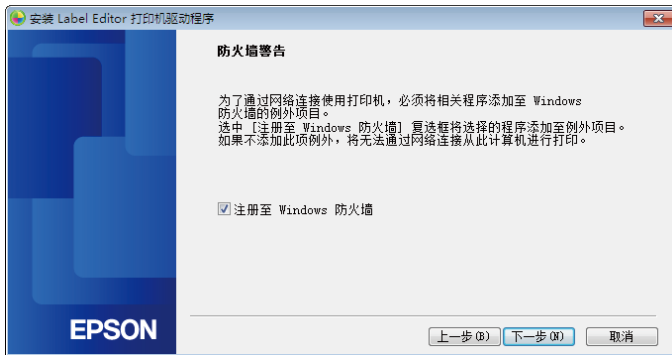 安装 Label Editor 打印机驱动程序
防火墙警告
为了通过网络连接使用打印机，必须将相关程序添加至 Windows
防火墙的例外项目。
选中 [注册至 Windows 防火墙] 复选框将选择的程序添加至例外项目。
如果不添加此项例外，将无法通过网络连接从此计算机进行打印。
注册至 Windows 防火墙
EPSON
上一步(B) 下一步(N) 取消